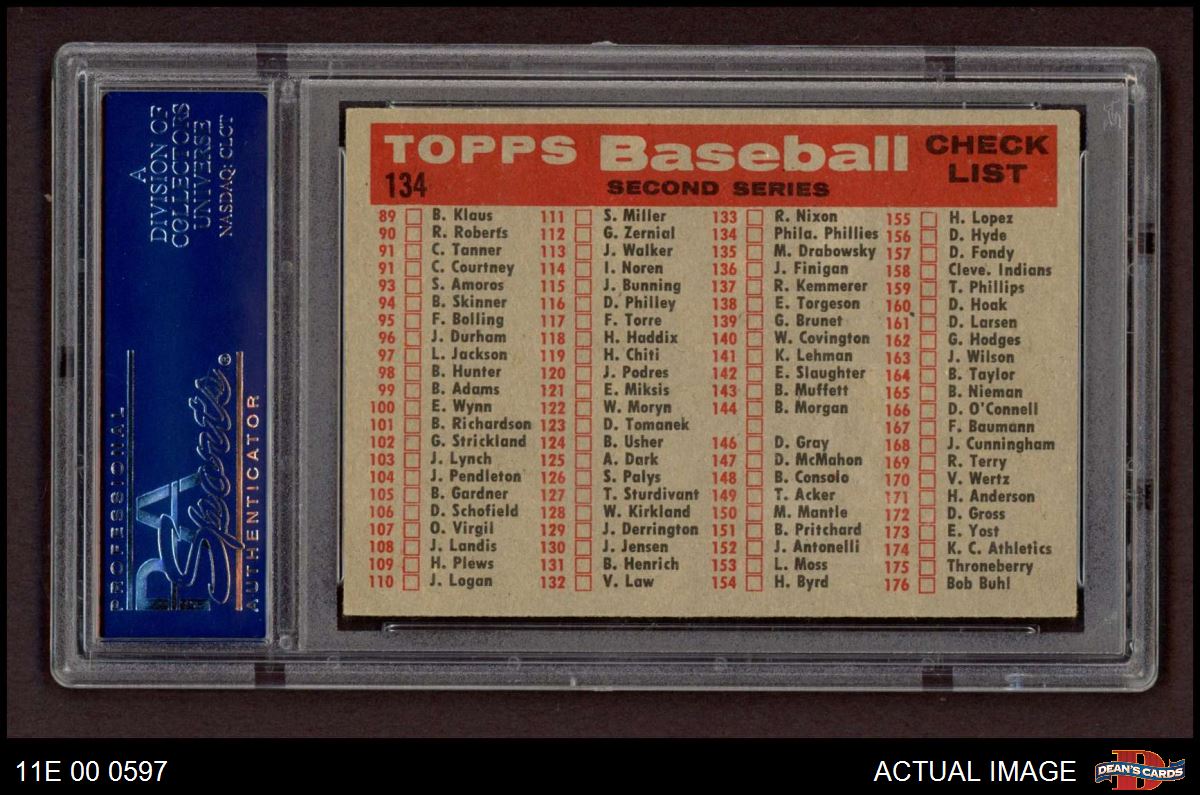 A
DIVISION OF
COLLECTORS
UNIVERSE
NASDAQ: CLCT
PROFESSIONAL
PSA
Sports®
AUTHENTICATOR
TOPPS Baseball CHECK LIST
134
SECOND SERIES
89 B. Klaus
90 R. Roberts
91 C. Tanner
91 C. Courtney
93 S. Amoros
94 B. Skinner
95 F. Bolling
96 J. Durham
97 L. Jackson
98 B. Hunter
99 B. Adams
100 E. Wynn
101 B. Richardson
102 G. Strickland
103 J. Lynch
104 J. Pendleton
105 B. Gardner
106 D. Schofield
107 O. Virgil
108 J. Landis
109 H. Plews
110 J. Logan
111 S. Miller
112 G. Zernial
113 J. Walker
114 I. Noren
115 J. Bunning
116 D. Philley
117 F. Torre
118 H. Haddix
119 H. Chiti
120 J. Podres
121 E. Miksis
122 W. Moryn
123 D. Tomanek
124 B. Usher
125 A. Dark
126 S. Palys
127 T. Sturdivant
128 W. Kirkland
129 J. Derrington
130 J. Jensen
131 B. Henrich
132 V. Law
133 R. Nixon
134 Phila. Phillies
135 M. Drabowsky
136 J. Finigan
137 R. Kemmerer
138 E. Torgeson
139 G. Brunet
140 W. Covington
141 K. Lehman
142 E. Slaughter
143 B. Muffett
144 B. Morgan
146 D. Gray
147 D. McMahon
148 B. Consolo
149 T. Acker
150 M. Mantle
151 B. Pritchard
152 J. Antonelli
153 L. Moss
154 H. Byrd
155 H. Lopez
156 D. Hyde
157 D. Fondy
158 Cleve. Indians
159 T. Phillips
160 D. Hoak
161 D. Larsen
162 G. Hodges
163 J. Wilson
164 B. Taylor
165 B. Nieman
166 D. O'Connell
167 F. Baumann
168 J. Cunningham
169 R. Terry
170 V. Wertz
171 H. Anderson
172 D. Gross
173 E. Yost
174 K. C. Athletics
175 Throneberry
176 Bob Buhl
11E 00 0597
ACTUAL IMAGE
D
DEAN'S CARDS